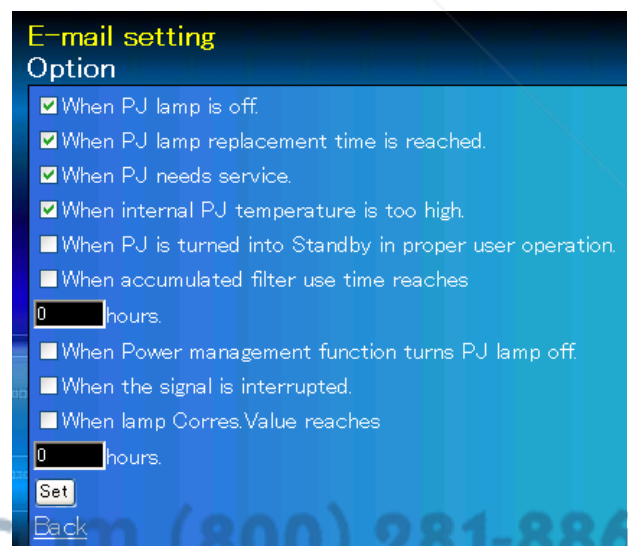 E-mail setting
Option
When PJ lamp is off.
When PJ lamp replacement time is reached.
When PJ needs service.
When internal PJ temperature is too high.
When PJ is turned into Standby in proper user operation.
When accumulated filter use time reaches
0 hours.
When Power management function turns PJ lamp off.
When the signal is interrupted.
When lamp Corres.Value reaches
0 hours.
Set
Back
(800) 281-886